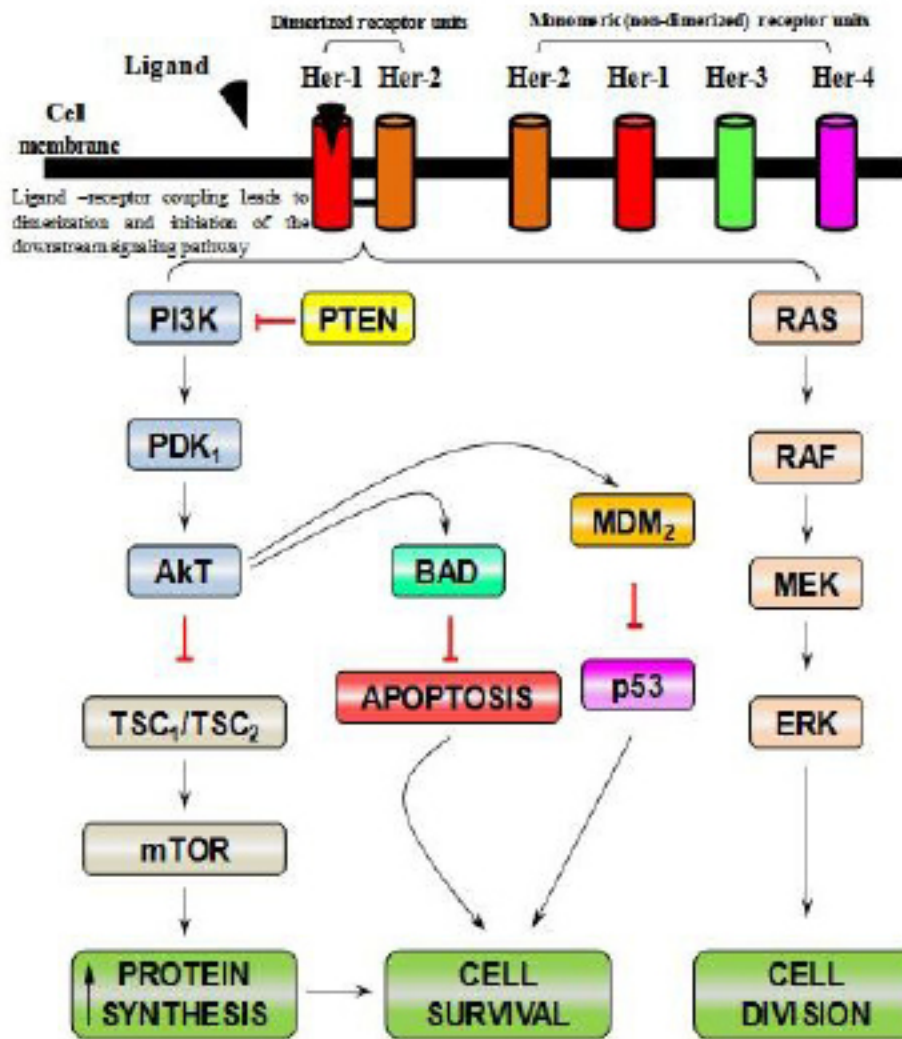 Dimerized receptor units
Monomeric (non-dimerized) receptor units
Ligand
Her-1
Her-2
Her-2
Her-1
Her-3
Her-4
Cell
membrane
Ligand –receptor coupling leads to
dimerization and initiation of the
downstream signaling pathway
PI3K
PTEN
RAS
PDK₁
RAF
MDM₂
AkT
BAD
MEK
APOPTOSIS
p53
TSC₁/TSC₂
ERK
mTOR
PROTEIN
SYNTHESIS
CELL
SURVIVAL
CELL
DIVISION